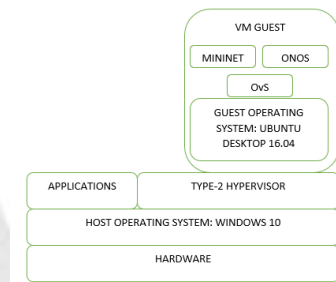 VM GUEST
MININET ONOS
OvS
GUEST OPERATING
SYSTEM: UBUNTU
DESKTOP 16.04
APPLICATIONS TYPE-2 HYPERVISOR
HOST OPERATING SYSTEM: WINDOWS 10
HARDWARE